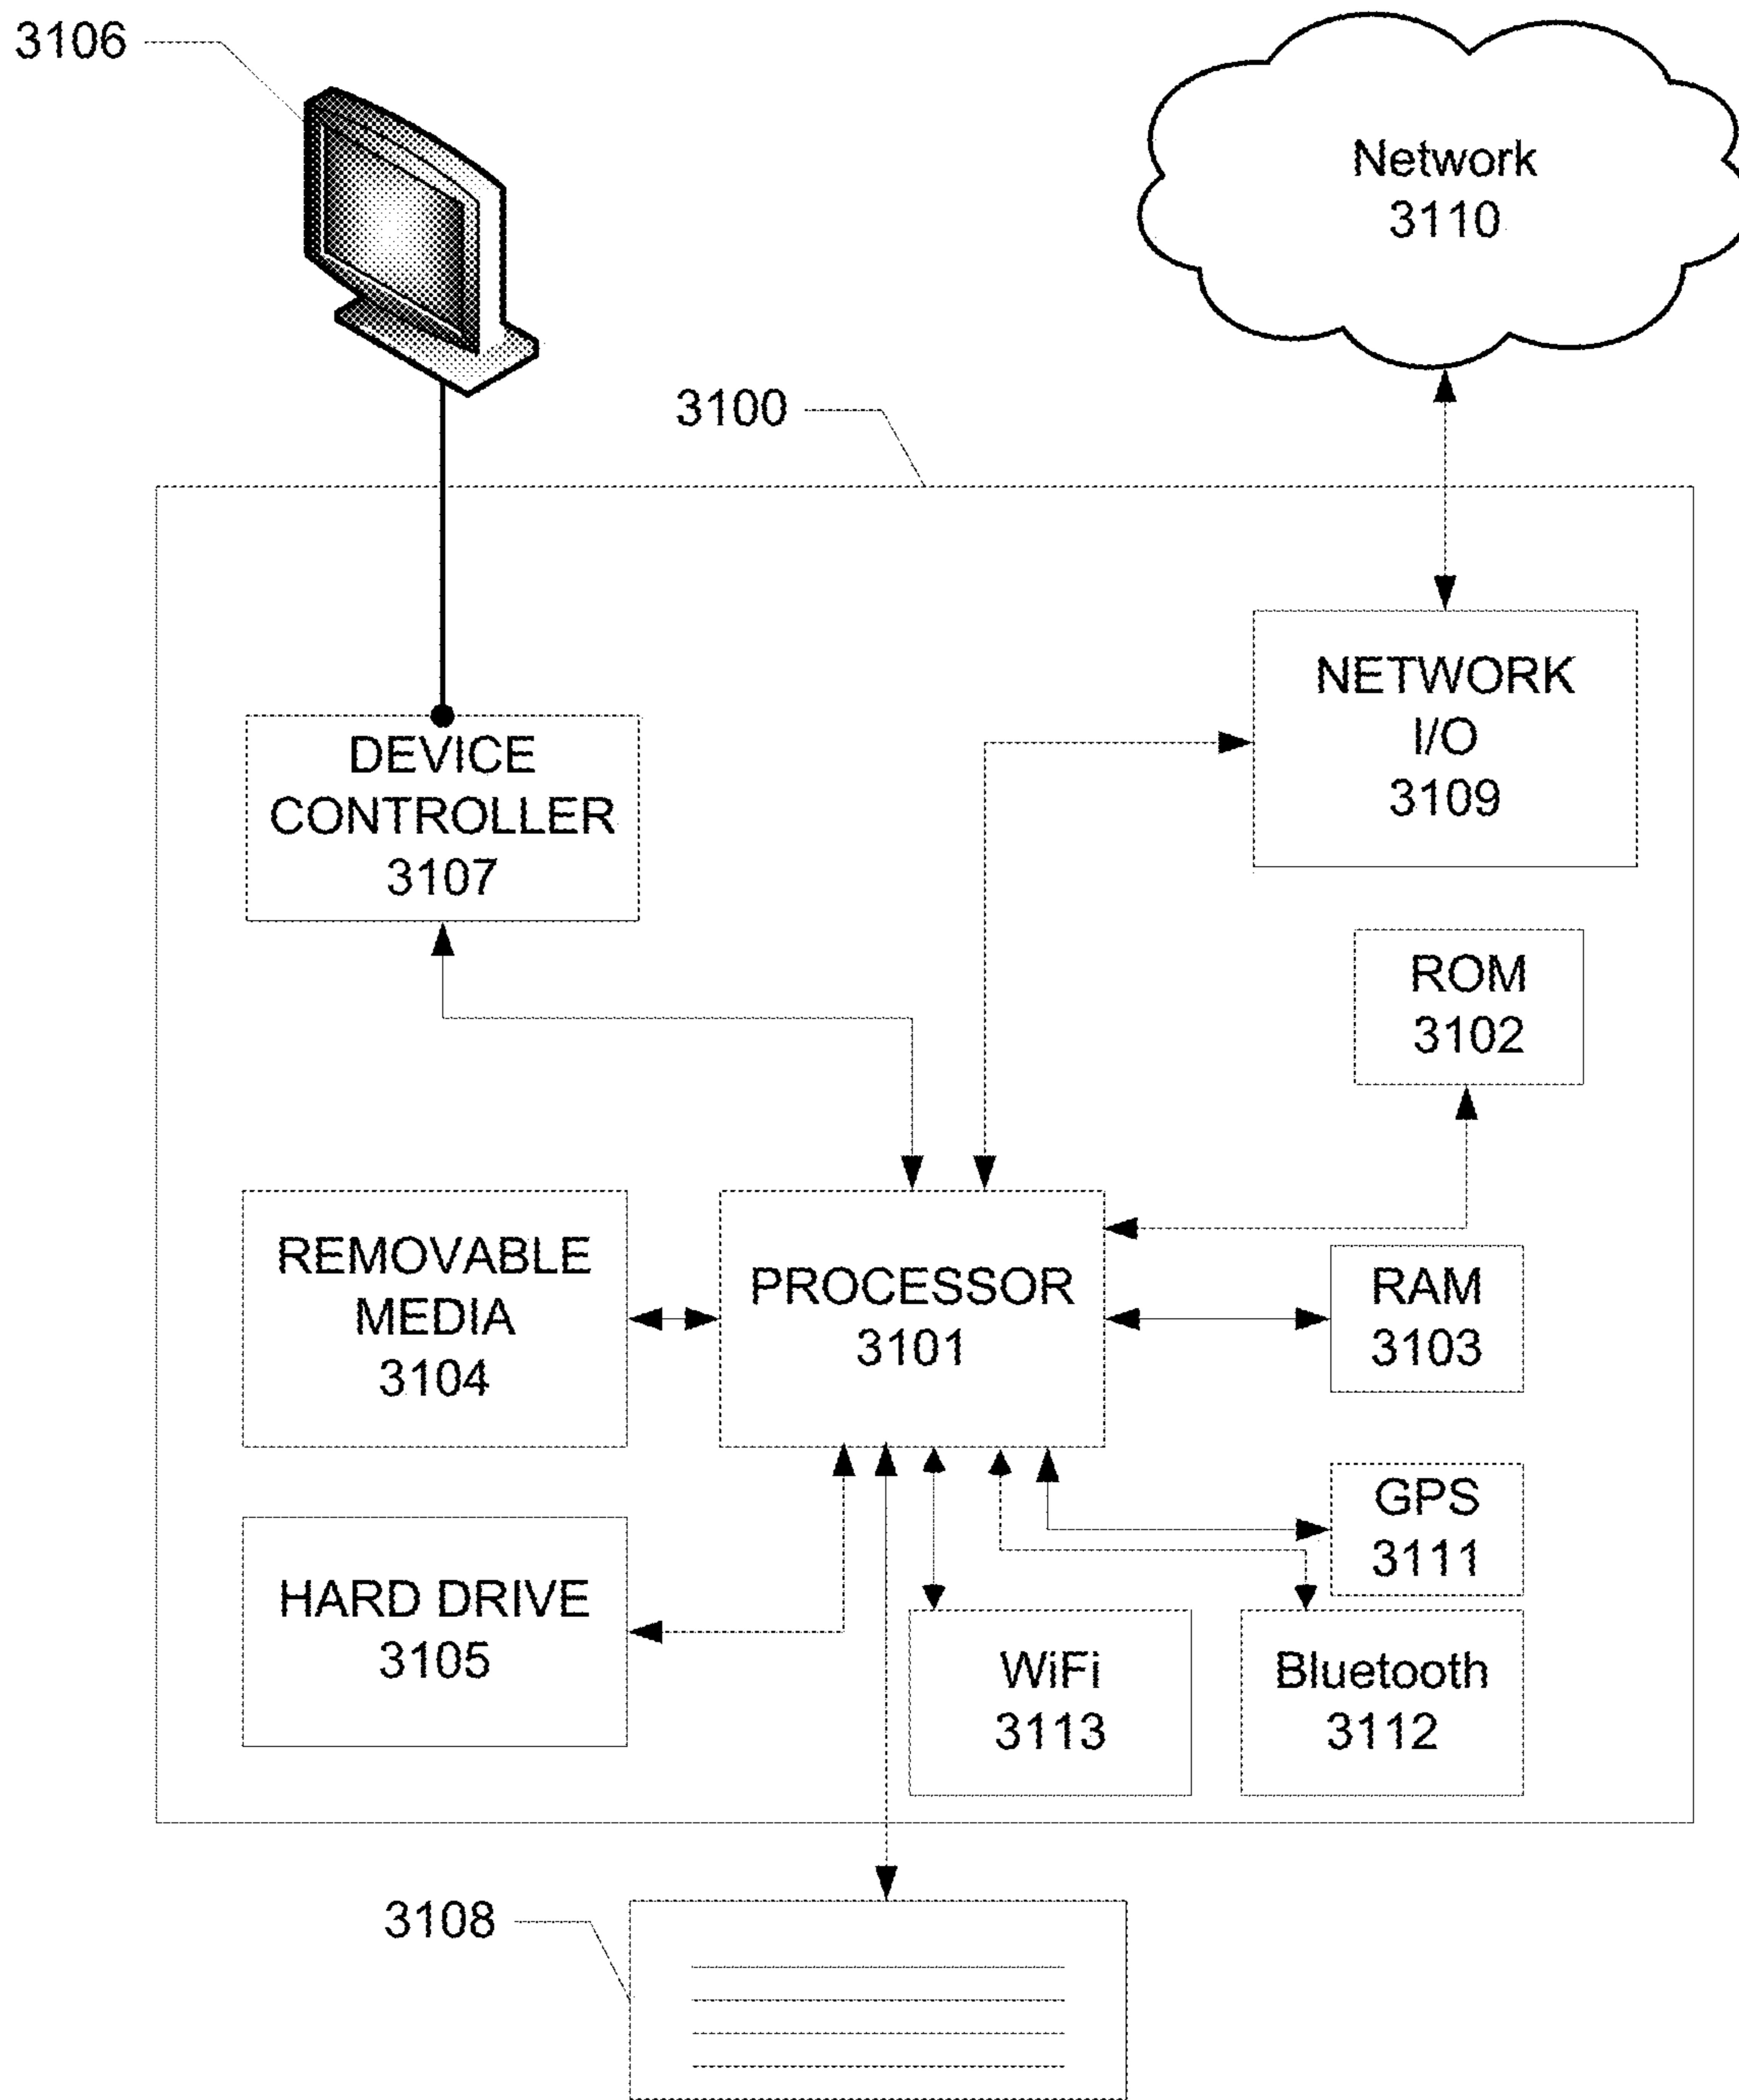 3106
Network
3110
3100
NETWORK
I/O
3109
DEVICE
CONTROLLER
3107
ROM
3102
REMOVABLE
MEDIA
3104
PROCESSOR
3101
RAM
3103
GPS
3111
HARD DRIVE
3105
WiFi
3113
Bluetooth
3112
3108